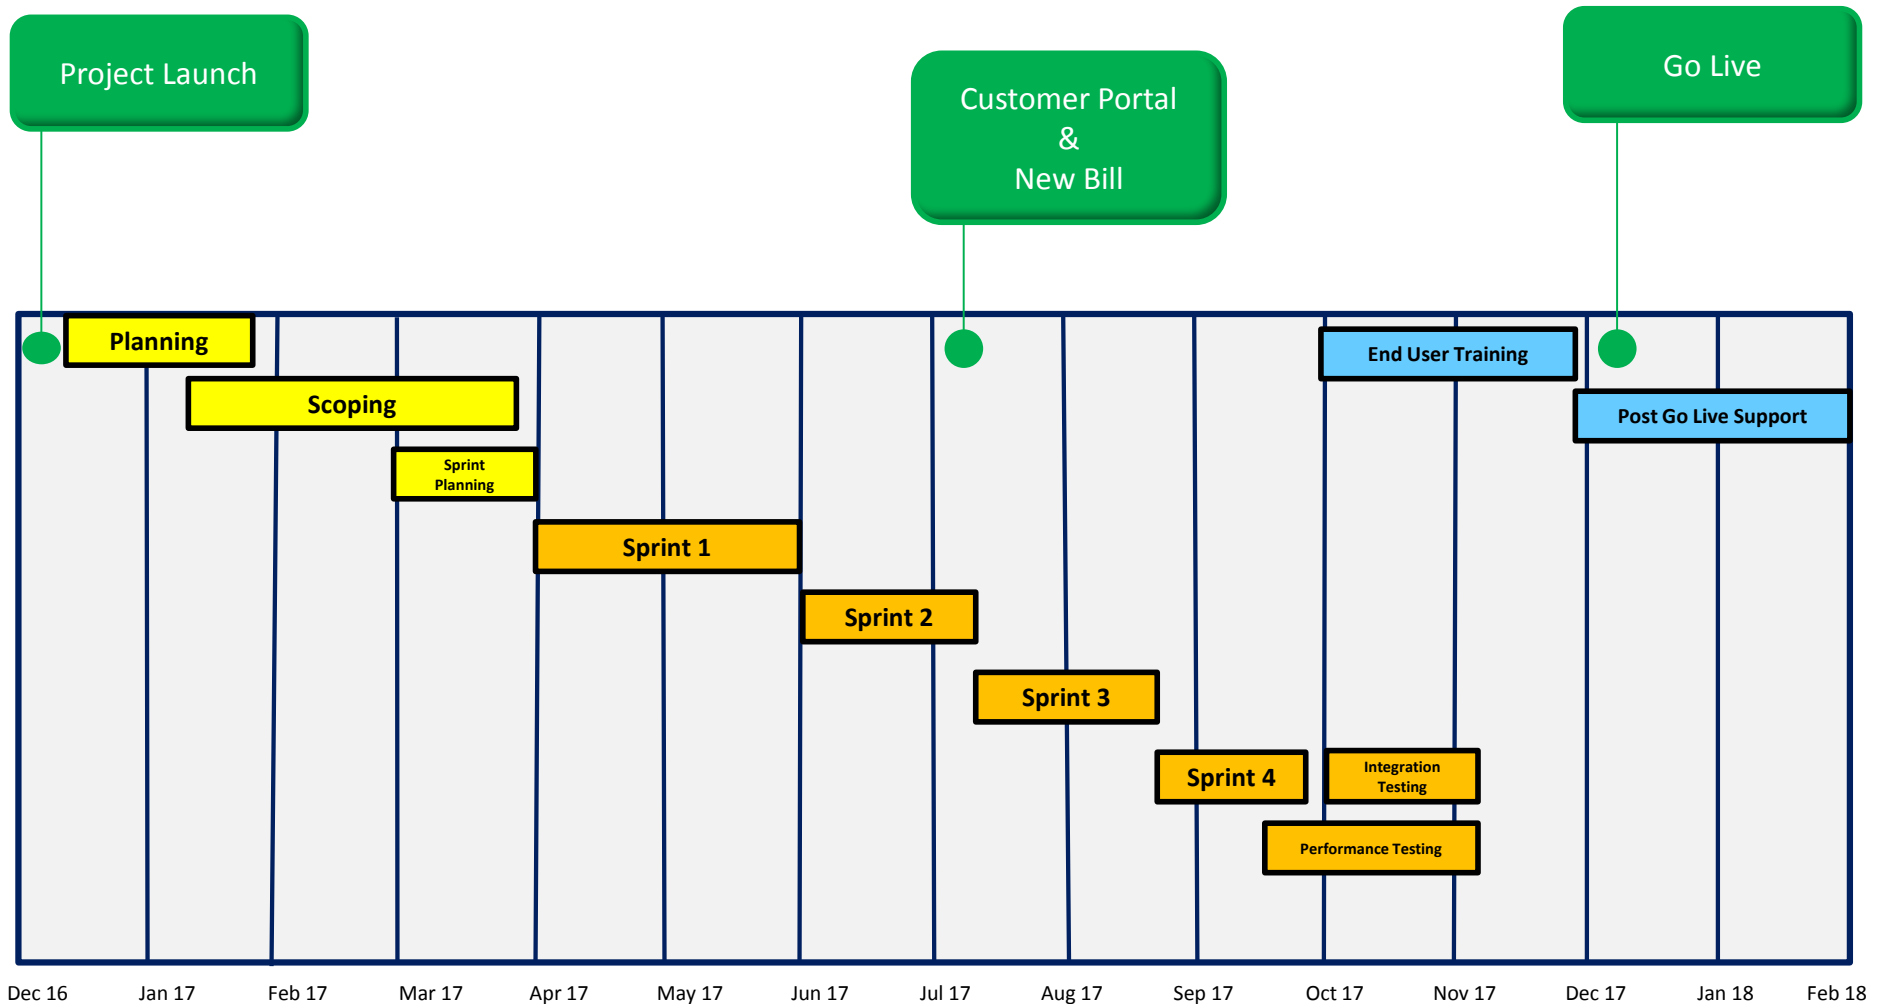 Project Launch
Customer Portal
&
New Bill
Go Live
Planning
End User Training
Scoping
Post Go Live Support
Sprint
Planning
Sprint 1
Sprint 2
Sprint 3
Sprint 4
Integration
Testing
Performance Testing
Dec 16 Jan 17 Feb 17 Mar 17 Apr 17 May 17 Jun 17 Jul 17 Aug 17 Sep 17 Oct 17 Nov 17 Dec 17 Jan 18 Feb 18